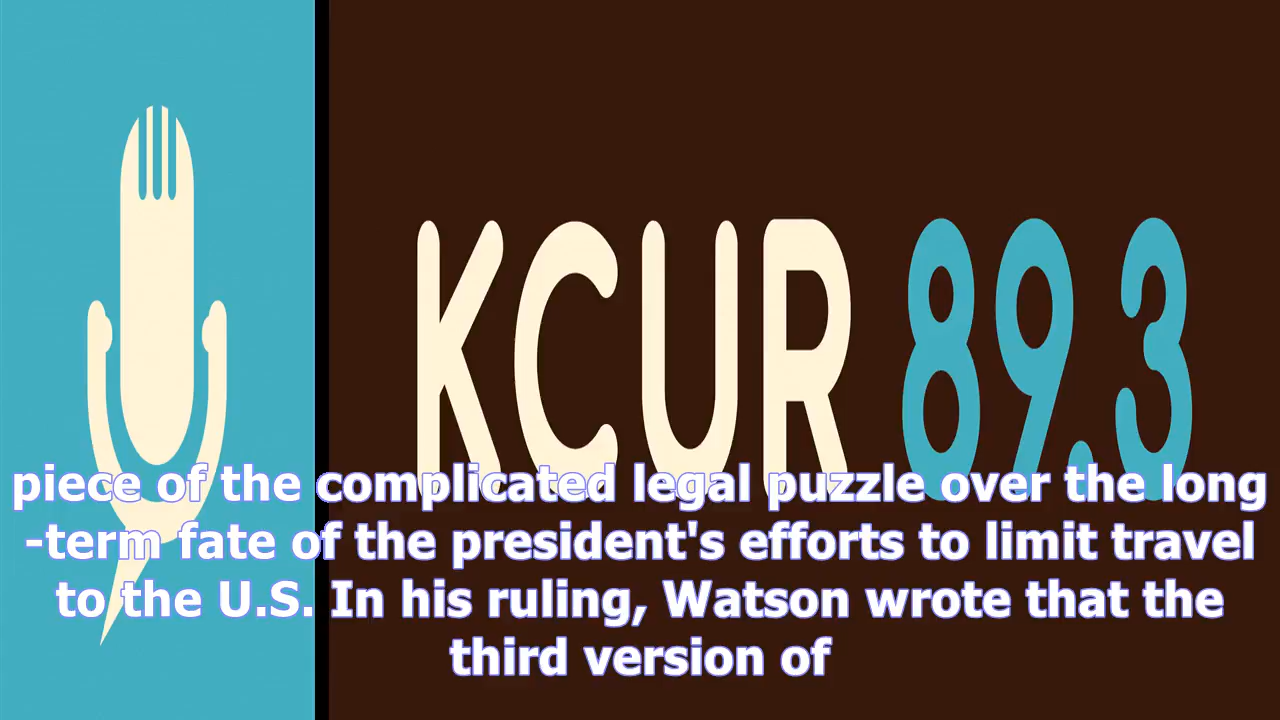 KCUR 89.3
piece of the complicated legal puzzle over the long
-term fate of the president's efforts to limit travel
to the U.S. In his ruling, Watson wrote that the
third version of